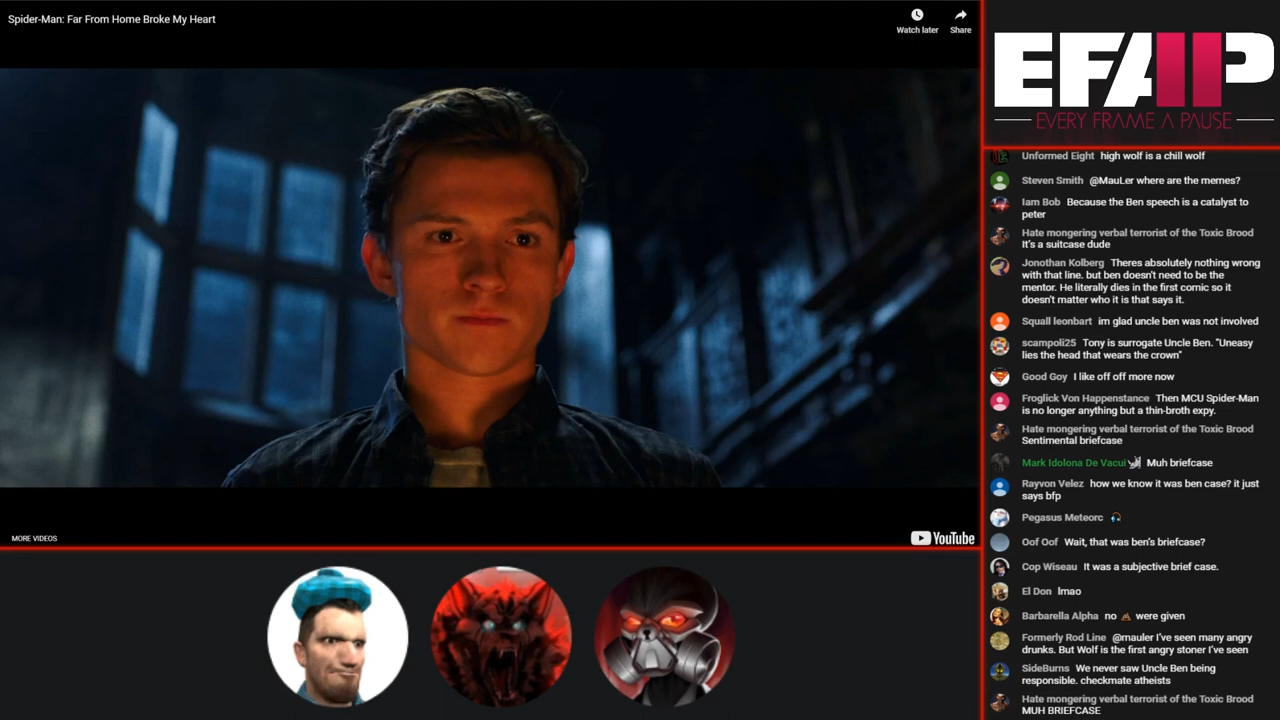 Spider-Man: Far From Home Broke My Heart
Watch later
Share
MORE VIDEOS
YouTube
EFAP
EVERY FRAME A PAUSE
Unformed Eight high wolf is a chill wolf
Steven Smith @MauLer where are the memes?
Iam Bob Because the Ben speech is a catalyst to
peter
Hate mongering verbal terrorist of the Toxic Brood
It's a suitcase dude
Jonothan Kolberg Theres absolutely nothing wrong
with that line. but ben doesn't need to be the
mentor. He literally dies in the first comic so it
doesn't matter who it is that says it.
Squall leonbart im glad uncle ben was not involved
scampoli25 Tony is surrogate Uncle Ben. "Uneasy
lies the head that wears the crown"
Good Goy I like off off more now
Froglick Von Happenstance Then MCU Spider-Man
is no longer anything but a thin-broth expy.
Hate mongering verbal terrorist of the Toxic Brood
Sentimental briefcase
Mark Idolona De Vacui Muh briefcase
Rayvon Velez how we know it was ben case? it just
says bfp
Pegasus Meteorc
Oof Oof Wait, that was ben's briefcase?
Cop Wiseau It was a subjective brief case.
El Don lmao
Barbarella Alpha no 💩 were given
Formerly Rod Line @mauler I've seen many angry
drunks. But Wolf is the first angry stoner I've seen
SideBurns We never saw Uncle Ben being
responsible. checkmate atheists
Hate mongering verbal terrorist of the Toxic Brood
MUH BRIEFCASE